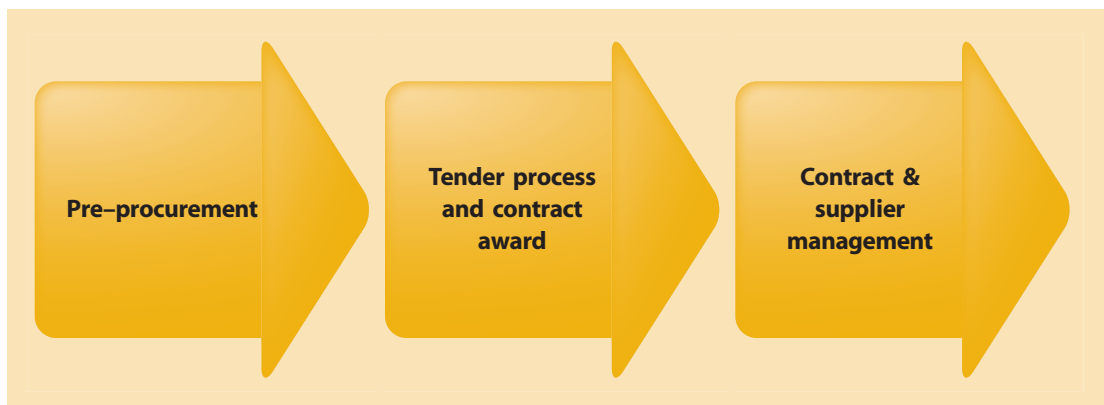 Pre–procurement
Tender process
and contract
award
Contract &
supplier
management